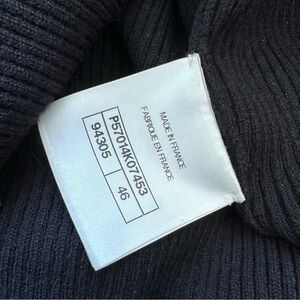 MADE IN FRANCE
FABRIQUE EN FRANCE
P57014K07453
94305 46